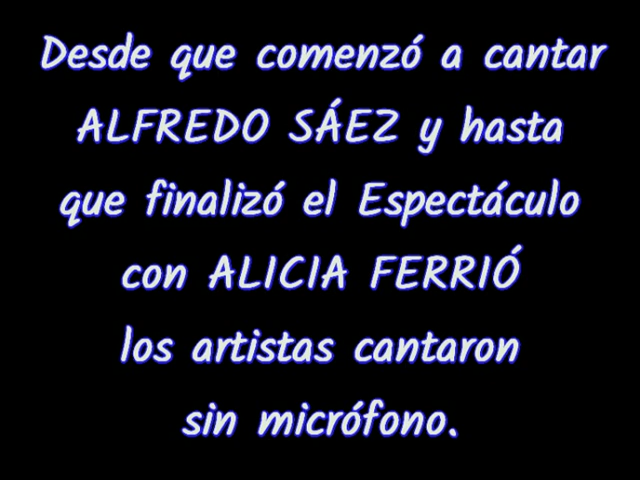 Desde que comenzó a cantar
ALFREDO SÁEZ y hasta
que finalizó el Espectáculo
con ALICIA FERRIÓ
los artistas cantaron
sin micrófono.